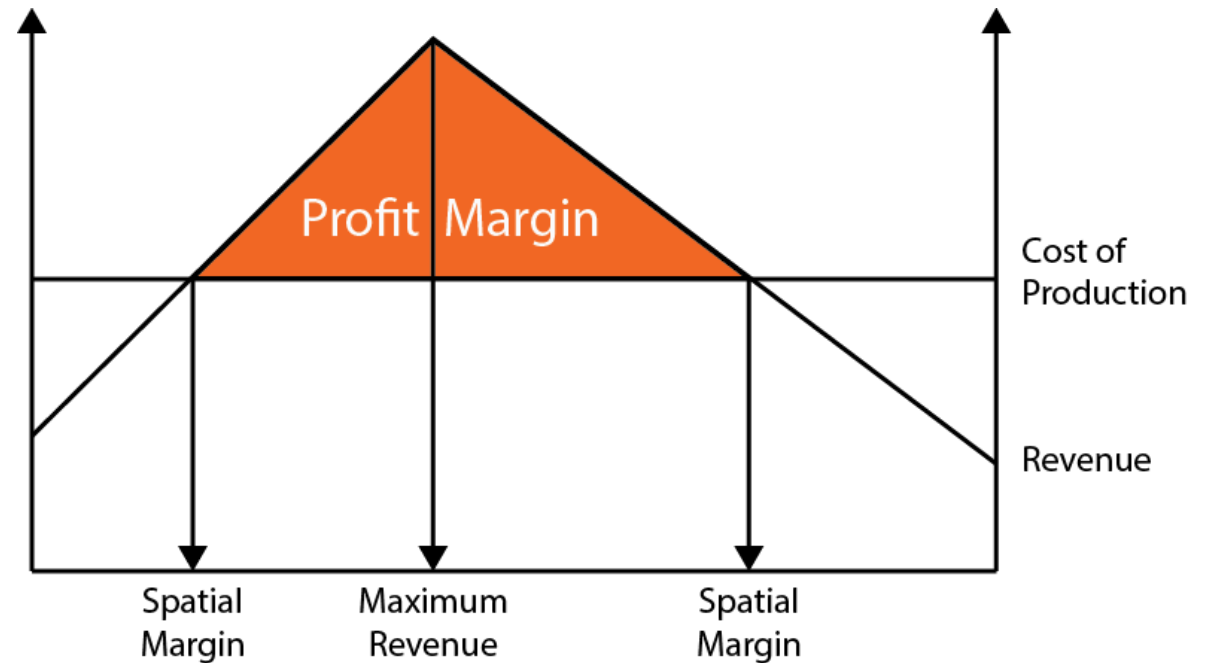 Profit Margin
Cost of
Production
Revenue
Spatial
Margin
Maximum
Revenue
Spatial
Margin